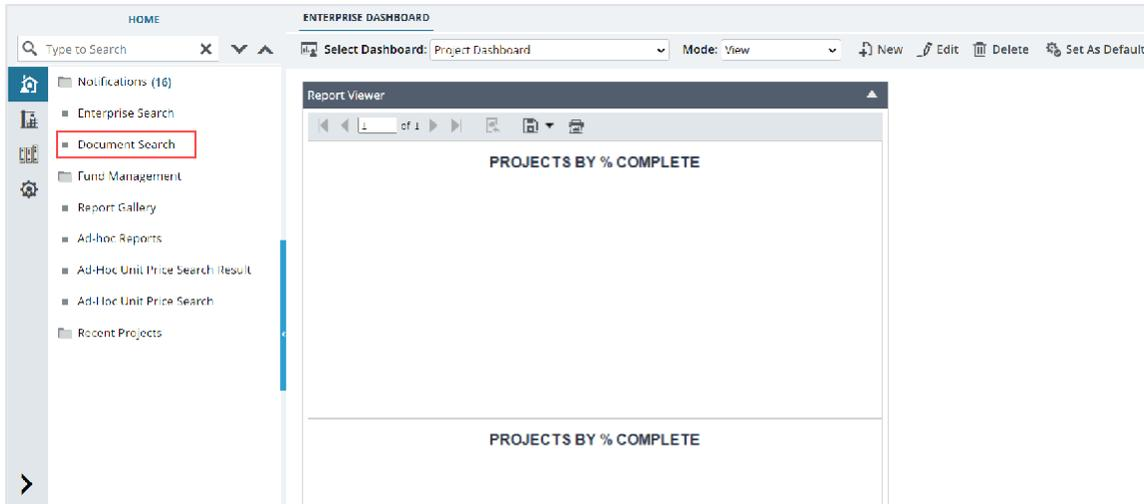 HOME
Type to Search
Notifications (16)
Enterprise Search
Document Search
Fund Management
Report Gallery
Ad-hoc Reports
Ad-Hoc Unit Price Search Result
Ad-Hoc Unit Price Search
Recent Projects
ENTERPRISE DASHBOARD
Select Dashboard: Project Dashboard Mode: View New Edit Delete Set As Default
Report Viewer
1 of 1
PROJECTS BY % COMPLETE
PROJECTS BY % COMPLETE